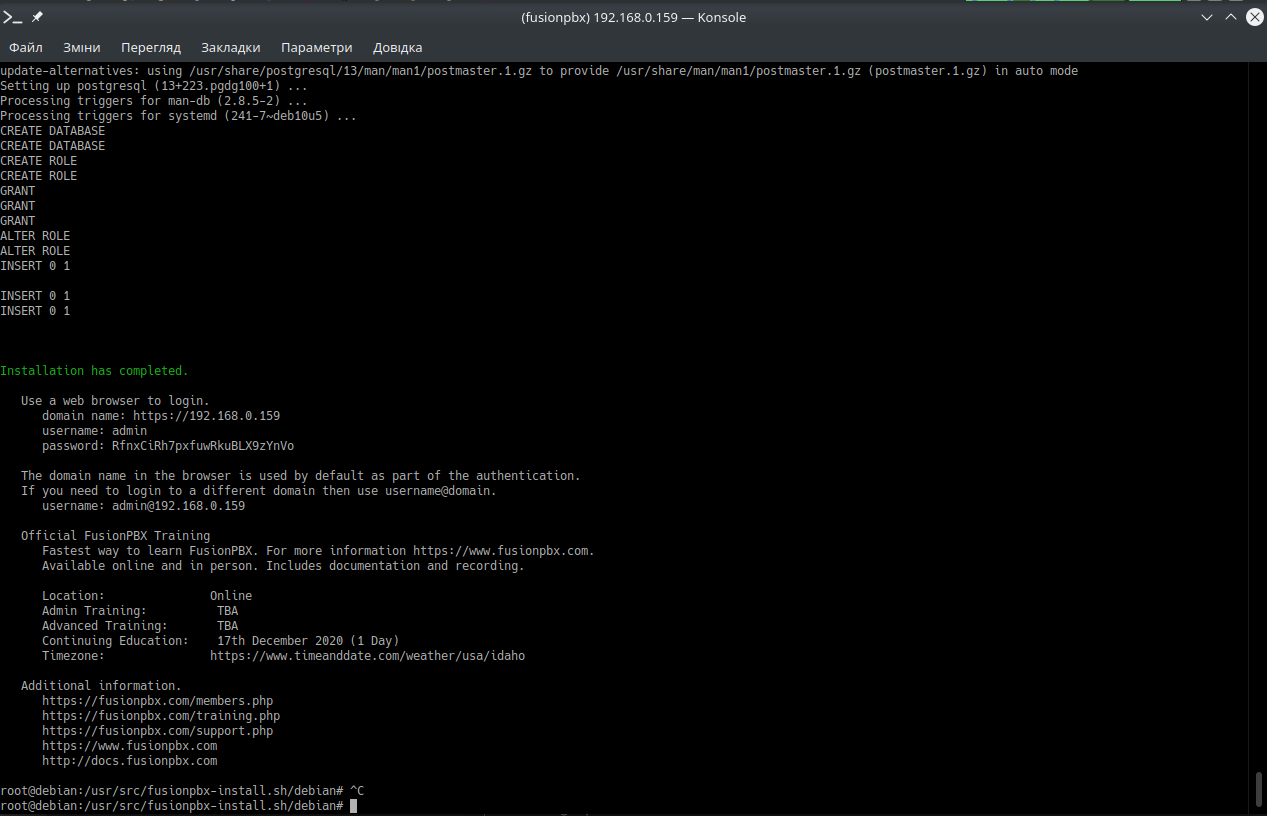 (fusionpbx) 192.168.0.159 — Konsole
Файл Зміни Перегляд Закладки Параметри Довідка
update-alternatives: using /usr/share/postgresql/13/man/man1/postmaster.1.gz to provide /usr/share/man/man1/postmaster.1.gz (postmaster.1.gz) in auto mode
Setting up postgresql (13+223.pgdg100+1) ...
Processing triggers for man-db (2.8.5-2) ...
Processing triggers for systemd (241-7~deb10u5) ...
CREATE DATABASE
CREATE DATABASE
CREATE ROLE
CREATE ROLE
GRANT
GRANT
GRANT
ALTER ROLE
ALTER ROLE
INSERT 0 1
INSERT 0 1
INSERT 0 1
Installation has completed.
Use a web browser to login.
domain name: https://192.168.0.159
username: admin
password: RfnxCiRh7pxfuwRkuBLX9zYnVo
The domain name in the browser is used by default as part of the authentication.
If you need to login to a different domain then use username@domain.
username: admin@192.168.0.159
Official FusionPBX Training
Fastest way to learn FusionPBX. For more information https://www.fusionpbx.com.
Available online and in person. Includes documentation and recording.
Location: Online
Admin Training: TBA
Advanced Training: TBA
Continuing Education: 17th December 2020 (1 Day)
Timezone: https://www.timeanddate.com/weather/usa/idaho
Additional information.
https://fusionpbx.com/members.php
https://fusionpbx.com/training.php
https://fusionpbx.com/support.php
https://www.fusionpbx.com
http://docs.fusionpbx.com
root@debian:/usr/src/fusionpbx-install.sh/debian# ^C
root@debian:/usr/src/fusionpbx-install.sh/debian#